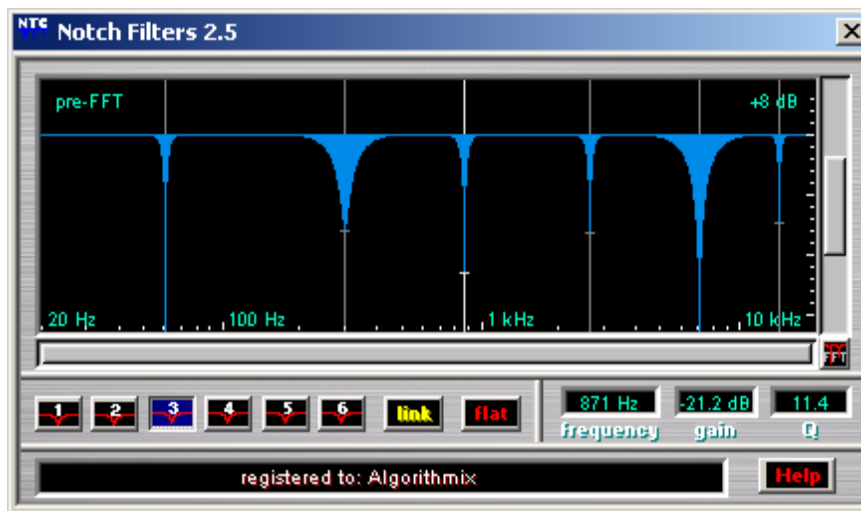 NTC Notch Filters 2.5
pre-FFT +8 dB
20 Hz 100 Hz 1 kHz 10 kHz
FFT
1 2 3 4 5 6 link flat
871 Hz -21.2 dB 11.4
frequency gain Q
registered to: Algorithmix Help